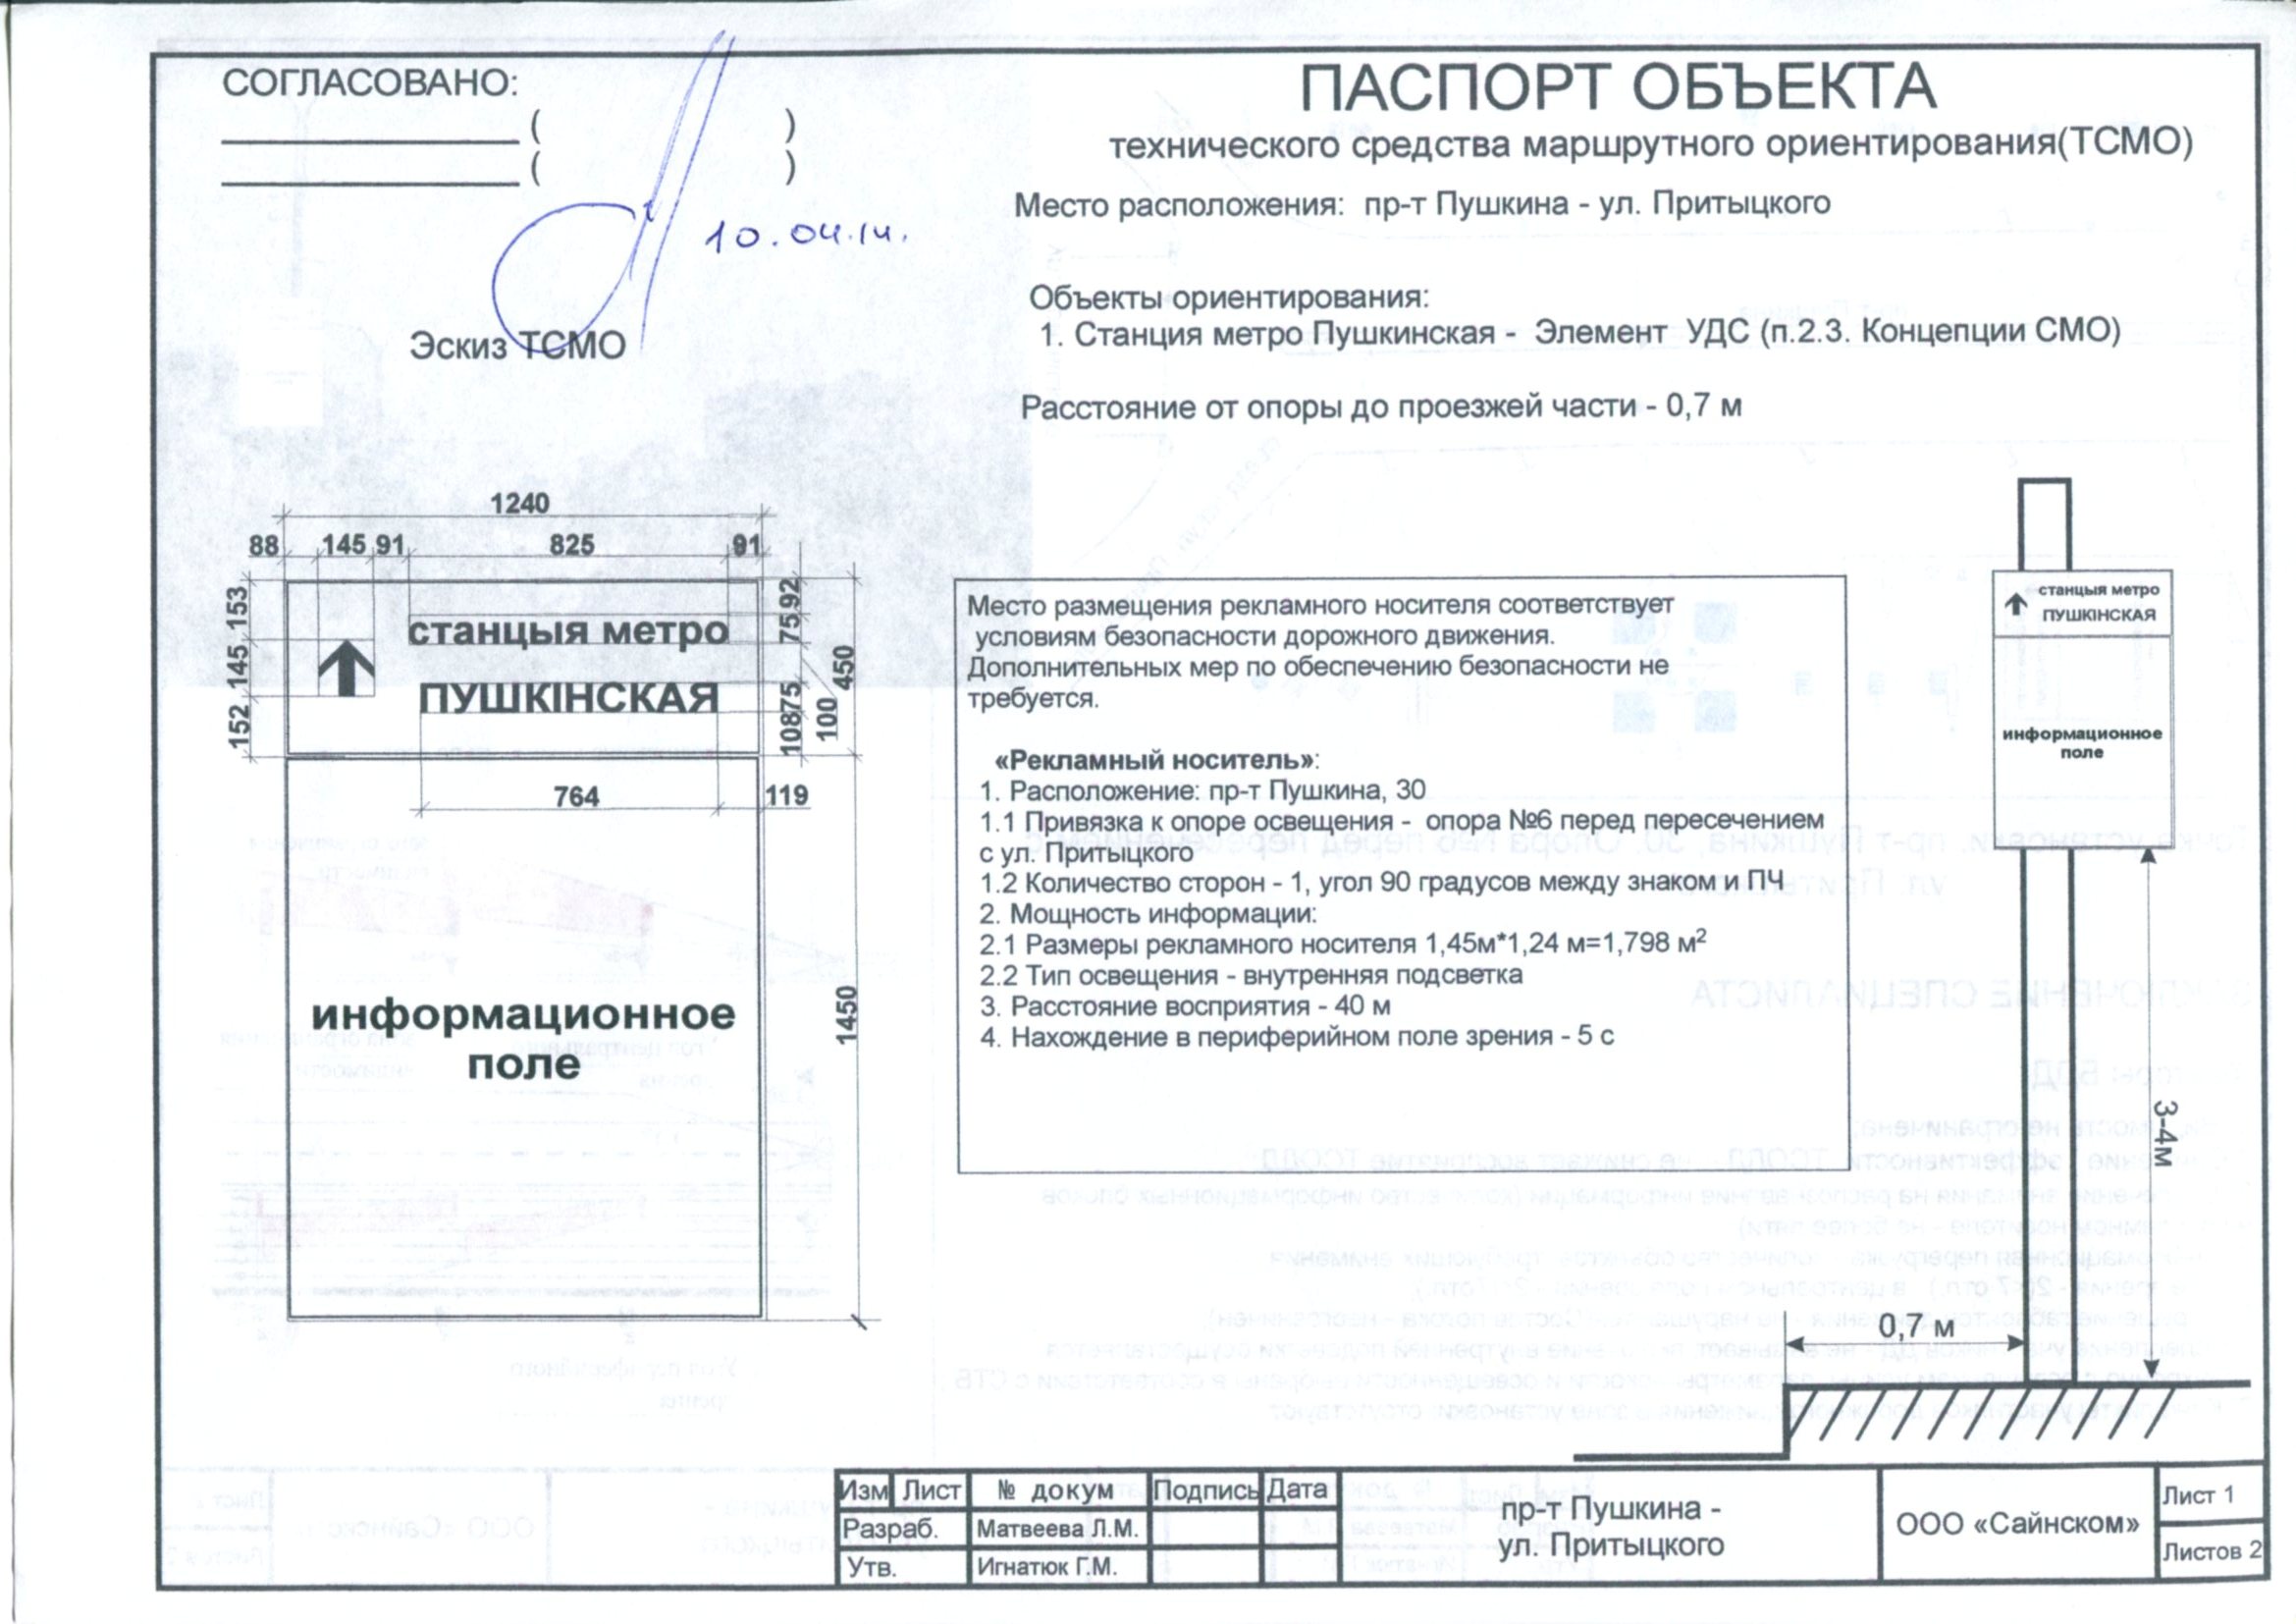 СОГЛАСОВАНО:
( )
( )
10.04.14.
ПАСПОРТ ОБЪЕКТА
технического средства маршрутного ориентирования(ТСМО)
Место расположения: пр-т Пушкина - ул. Притыцкого
Объекты ориентирования:
1. Станция метро Пушкинская - Элемент УДС (п.2.3. Концепции СМО)
Расстояние от опоры до проезжей части - 0,7 м
Эскиз ТСМО
1240
88 145 91 825 91
153
145
152
станцыя метро
ПУШКІНСКАЯ
92
75
100
75
108
450
764 119
информационное
поле
1450
Место размещения рекламного носителя соответствует
условиям безопасности дорожного движения.
Дополнительных мер по обеспечению безопасности не
требуется.
«Рекламный носитель»:
1. Расположение: пр-т Пушкина, 30
1.1 Привязка к опоре освещения - опора №6 перед пересечением
с ул. Притыцкого
1.2 Количество сторон - 1, угол 90 градусов между знаком и ПЧ
2. Мощность информации:
2.1 Размеры рекламного носителя 1,45м*1,24 м=1,798 м²
2.2 Тип освещения - внутренняя подсветка
3. Расстояние восприятия - 40 м
4. Нахождение в периферийном поле зрения - 5 с
станцыя метро
ПУШКІНСКАЯ
информационное
поле
3-4м
0,7 м
Изм Лист № докум Подпись Дата
Разраб. Матвеева Л.М.
Утв. Игнатюк Г.М.
пр-т Пушкина -
ул. Притыцкого
ООО «Сайнском»
Лист 1
Листов 2